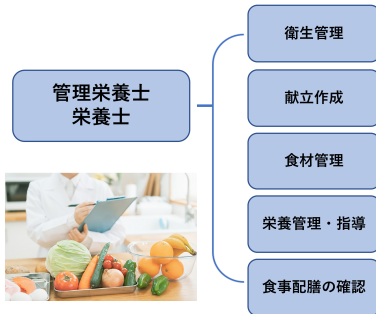 管理栄養士
栄養士
衛生管理
献立作成
食材管理
栄養管理・指導
食事配膳の確認